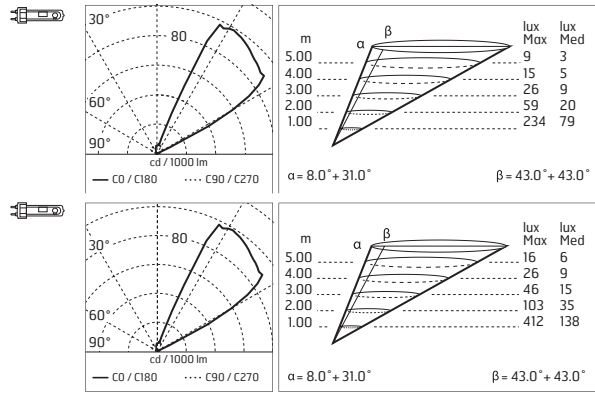 30°
80
60°
90°
cd / 1000 lm
C0 / C180 C90 / C270
m α β lux Max lux Med
5.00 9 3
4.00 15 5
3.00 26 9
2.00 59 20
1.00 234 79
α = 8.0° + 31.0° β = 43.0° + 43.0°
30°
80
60°
90°
cd / 1000 lm
C0 / C180 C90 / C270
m α β lux Max lux Med
5.00 16 6
4.00 26 9
3.00 46 15
2.00 103 35
1.00 412 138
α = 8.0° + 31.0° β = 43.0° + 43.0°